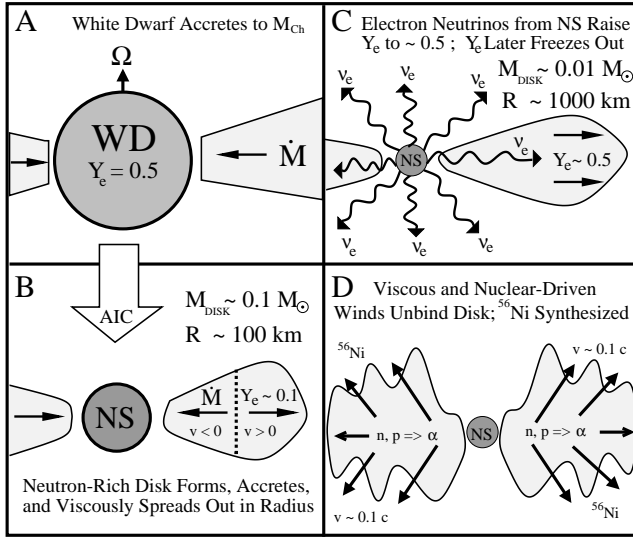 A
White Dwarf Accretes to M_Ch
Ω
WD
Y_e = 0.5
Ṁ
AIC
B
M_DISK ~ 0.1 M_⊙
R ~ 100 km
NS
Ṁ
v < 0
Y_e ~ 0.1
v > 0
Neutron-Rich Disk Forms, Accretes,
and Viscously Spreads Out in Radius
C
Electron Neutrinos from NS Raise
Y_e to ~ 0.5 ; Y_e Later Freezes Out
M_DISK ~ 0.01 M_⊙
R ~ 1000 km
ν_e
ν_e
ν_e
NS
ν_e
Y_e ~ 0.5
ν_e
ν_e
ν_e
D
Viscous and Nuclear-Driven
Winds Unbind Disk; ⁵⁶Ni Synthesized
⁵⁶Ni
v ~ 0.1 c
n, p => α
NS
n, p => α
v ~ 0.1 c
⁵⁶Ni